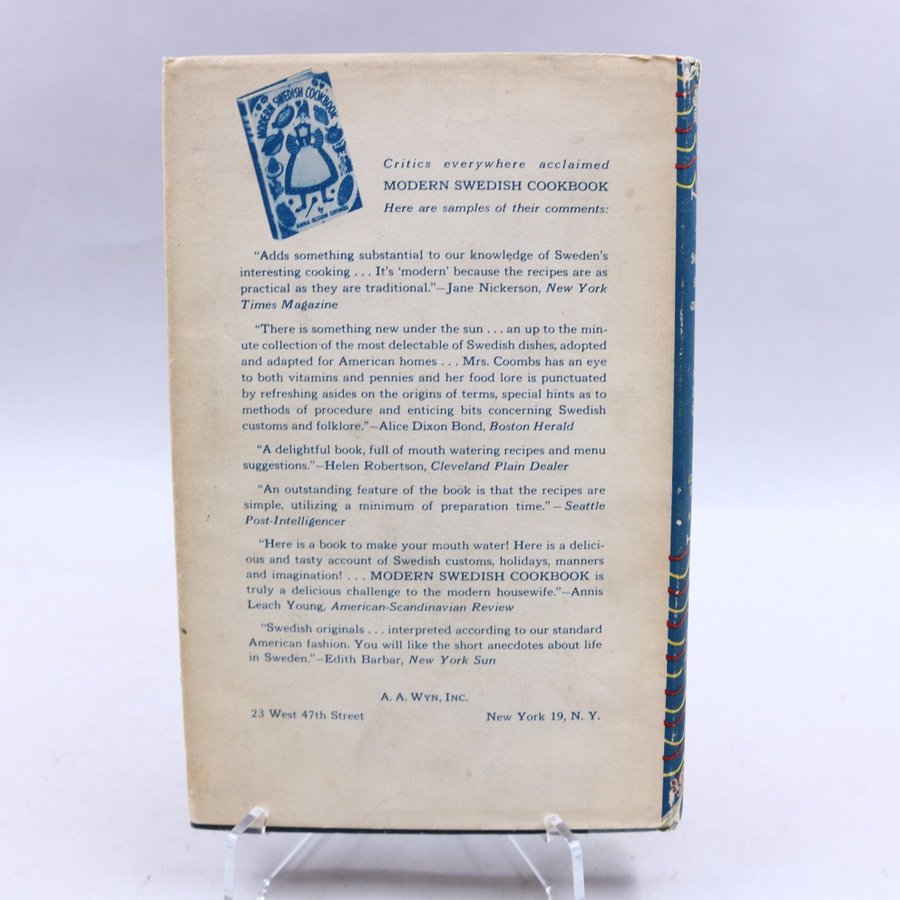 MODERN SWEDISH COOKBOOK
by
ANNA OLSSON COOMBS
Critics everywhere acclaimed
MODERN SWEDISH COOKBOOK
Here are samples of their comments:
“Adds something substantial to our knowledge of Sweden’s
interesting cooking . . . It’s ‘modern’ because the recipes are as
practical as they are traditional.”—Jane Nickerson, New York
Times Magazine
“There is something new under the sun . . . an up to the min-
ute collection of the most delectable of Swedish dishes, adopted
and adapted for American homes . . . Mrs. Coombs has an eye
to both vitamins and pennies and her food lore is punctuated
by refreshing asides on the origins of terms, special hints as to
methods of procedure and enticing bits concerning Swedish
customs and folklore.”—Alice Dixon Bond, Boston Herald
“A delightful book, full of mouth watering recipes and menu
suggestions.”—Helen Robertson, Cleveland Plain Dealer
“An outstanding feature of the book is that the recipes are
simple, utilizing a minimum of preparation time.”—Seattle
Post-Intelligencer
“Here is a book to make your mouth water! Here is a delici-
ous and tasty account of Swedish customs, holidays, manners
and imagination! . . . MODERN SWEDISH COOKBOOK is
truly a delicious challenge to the modern housewife.”—Annis
Leach Young, American-Scandinavian Review
“Swedish originals . . . interpreted according to our standard
American fashion. You will like the short anecdotes about life
in Sweden.”—Edith Barbar, New York Sun
A. A. WYN, INC.
23 West 47th Street New York 19, N. Y.